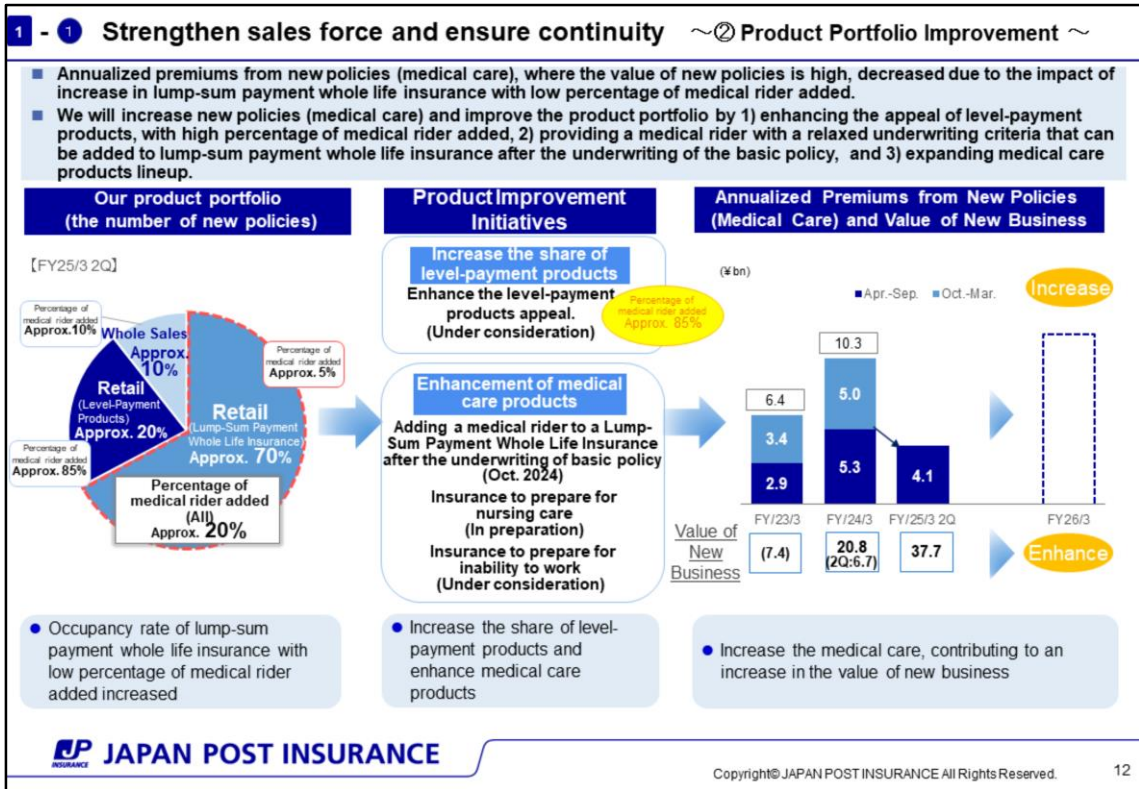 1 - 1 Strengthen sales force and ensure continuity ～② Product Portfolio Improvement ～
■ Annualized premiums from new policies (medical care), where the value of new policies is high, decreased due to the impact of
increase in lump-sum payment whole life insurance with low percentage of medical rider added.
■ We will increase new policies (medical care) and improve the product portfolio by 1) enhancing the appeal of level-payment
products, with high percentage of medical rider added, 2) providing a medical rider with a relaxed underwriting criteria that can
be added to lump-sum payment whole life insurance after the underwriting of the basic policy, and 3) expanding medical care
products lineup.
Our product portfolio
(the number of new policies)
【FY25/3 2Q】
Percentage of
medical rider added
Approx.10%
Whole Sales
Approx.
10%
Percentage of
medical rider added
Approx. 5%
Retail
(Level-Payment
Products)
Approx. 20%
Retail
(Lump-Sum Payment
Whole Life Insurance)
Approx. 70%
Percentage of
medical rider added
Approx. 85%
Percentage of
medical rider added
(All)
Approx. 20%
● Occupancy rate of lump-sum
payment whole life insurance with
low percentage of medical rider
added increased
Product Improvement
Initiatives
Increase the share of
level-payment products
Enhance the level-payment
products appeal.
(Under consideration)
Percentage of
medical rider added
Approx. 85%
Enhancement of medical
care products
Adding a medical rider to a Lump-
Sum Payment Whole Life Insurance
after the underwriting of basic policy
(Oct. 2024)
Insurance to prepare for
nursing care
(In preparation)
Insurance to prepare for
inability to work
(Under consideration)
● Increase the share of level-
payment products and
enhance medical care
products
Annualized Premiums from New Policies
(Medical Care) and Value of New Business
(¥bn)
■Apr.-Sep. ■Oct.-Mar.
Increase
6.4
3.4
2.9
10.3
5.0
5.3
4.1
FY/23/3 FY/24/3 FY/25/3 2Q FY26/3
Value of
New
Business
(7.4)
20.8
(2Q:6.7)
37.7
Enhance
● Increase the medical care, contributing to an
increase in the value of new business
JP
INSURANCE
JAPAN POST INSURANCE
Copyright© JAPAN POST INSURANCE All Rights Reserved.
12